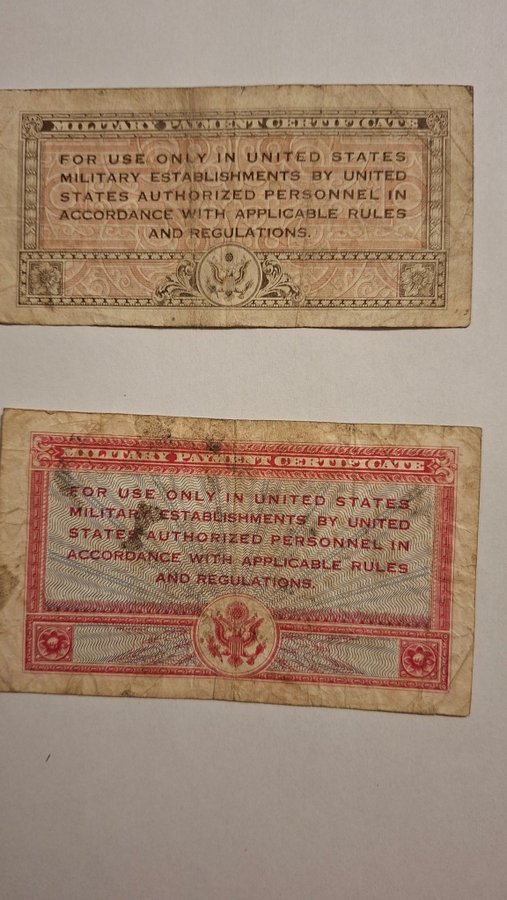 MILITARY PAYMENT CERTIFICATE
FOR USE ONLY IN UNITED STATES
MILITARY ESTABLISHMENTS BY UNITED
STATES AUTHORIZED PERSONNEL IN
ACCORDANCE WITH APPLICABLE RULES
AND REGULATIONS.
MILITARY PAYMENT CERTIFICATE
FOR USE ONLY IN UNITED STATES
MILITARY ESTABLISHMENTS BY UNITED
STATES AUTHORIZED PERSONNEL IN
ACCORDANCE WITH APPLICABLE RULES
AND REGULATIONS.